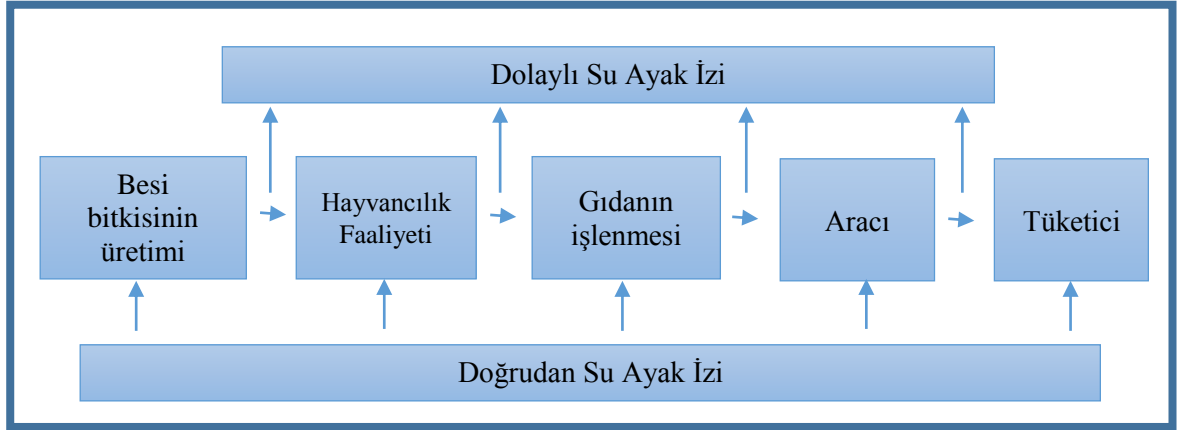 Dolaylı Su Ayak İzi
Besi
bitkisinin
üretimi
Hayvancılık
Faaliyeti
Gıdanın
işlenmesi
Aracı
Tüketici
Doğrudan Su Ayak İzi